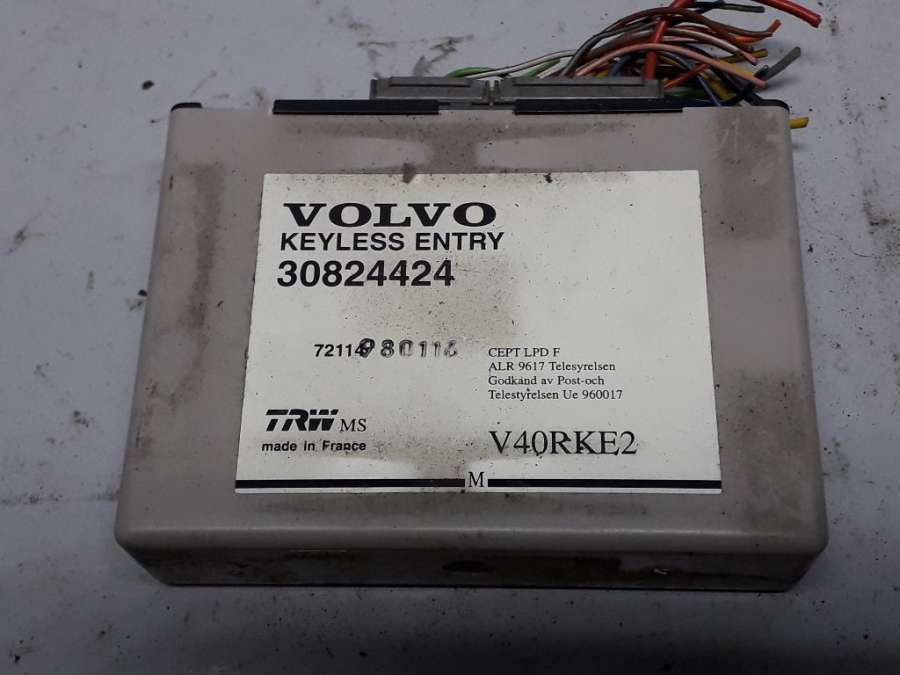 VOLVO
KEYLESS ENTRY
30824424
72114 980116
CEPT LPD F
ALR 9617 Telesyrelsen
Godkand av Post-och
Telestyrelsen Ue 960017
TRW MS
made in France
V40RKE2
M